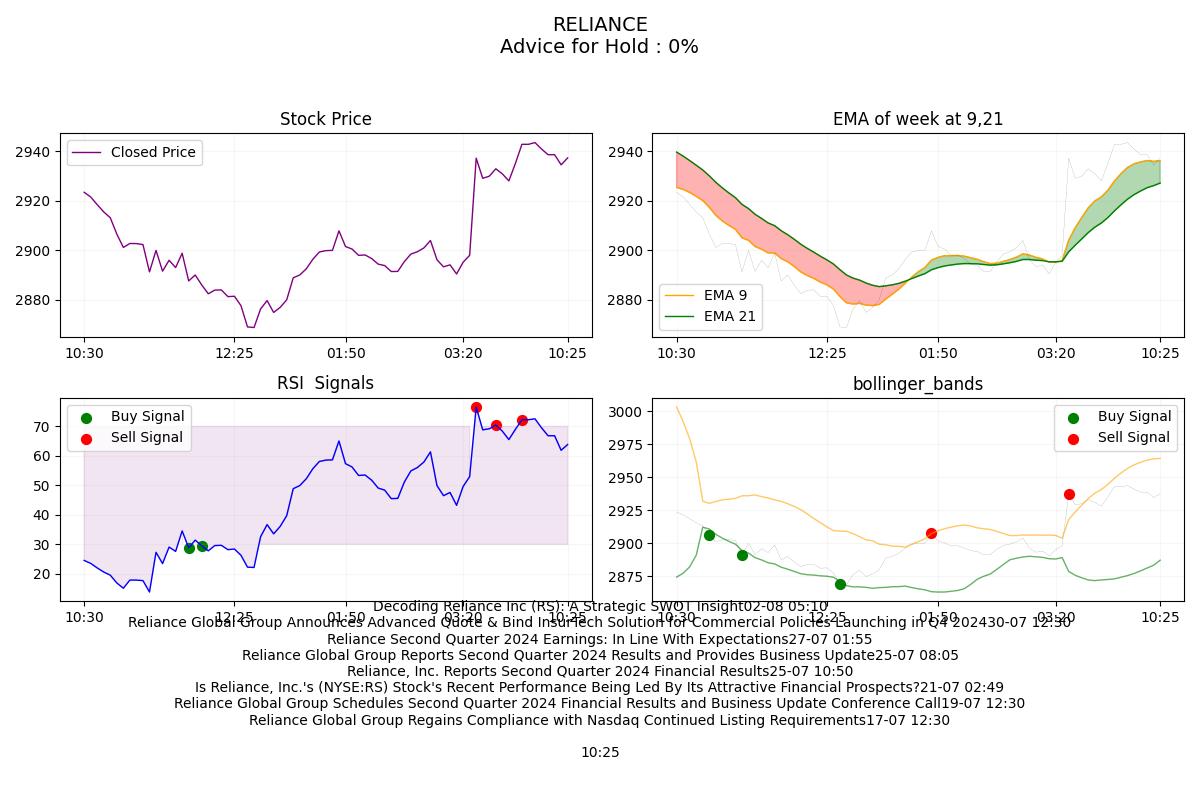 RELIANCE
Advice for Hold : 0%
Stock Price
2940
2920
2900
2880
Closed Price
10:30
12:25
01:50
03:20
10:25
EMA of week at 9,21
2940
2920
2900
2880
EMA 9
EMA 21
10:30
12:25
01:50
03:20
10:25
RSI  Signals
70
60
50
40
30
20
Buy Signal
Sell Signal
10:30
12:25
01:50
03:20
10:25
bollinger_bands
3000
2975
2950
2925
2900
2875
Buy Signal
Sell Signal
10:30
12:25
01:50
03:20
10:25
Decoding Reliance Inc (RS): A Strategic SWOT Insight02-08 05:10
Reliance Global Group Announces Advanced Quote & Bind InsurTech Solution for Commercial Policies Launching in Q4 202430-07 12:30
Reliance Second Quarter 2024 Earnings: In Line With Expectations27-07 01:55
Reliance Global Group Reports Second Quarter 2024 Results and Provides Business Update25-07 08:05
Reliance, Inc. Reports Second Quarter 2024 Financial Results25-07 10:50
Is Reliance, Inc.'s (NYSE:RS) Stock's Recent Performance Being Led By Its Attractive Financial Prospects?21-07 02:49
Reliance Global Group Schedules Second Quarter 2024 Financial Results and Business Update Conference Call19-07 12:30
Reliance Global Group Regains Compliance with Nasdaq Continued Listing Requirements17-07 12:30
10:25